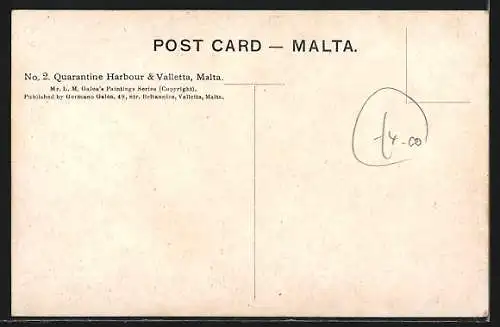 POST CARD — MALTA.
No. 2. Quarantine Harbour & Valletta, Malta.
Mr. L. M. Galea's Paintings Series (Copyright).
Published by Germano Galea, 49, str. Britannica, Valletta, Malta.
£4-00